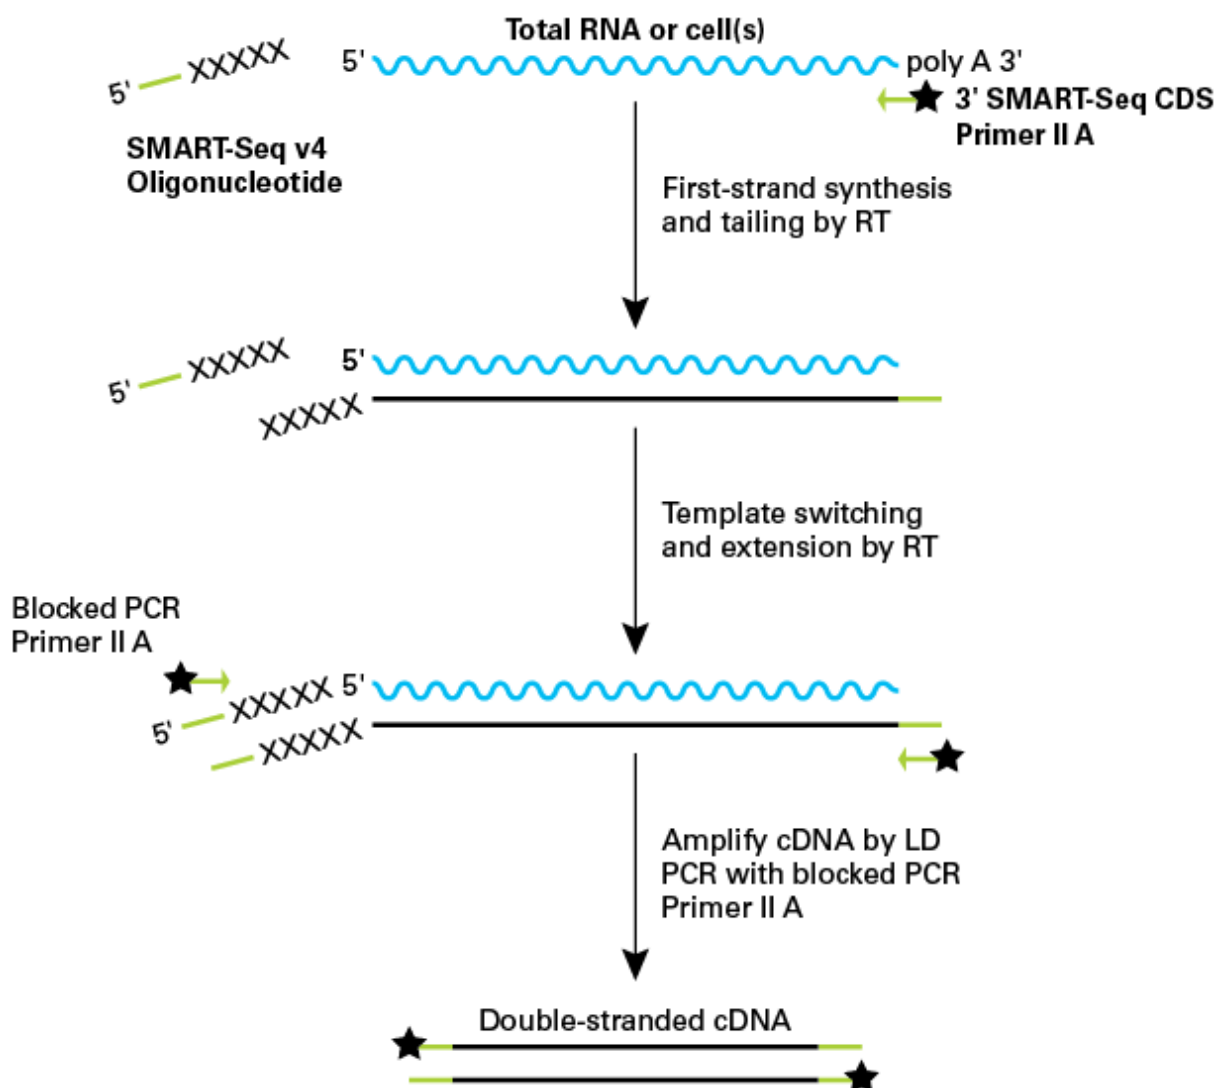 Total RNA or cell(s)
5' XXXXX
5'
poly A 3'
3' SMART-Seq CDS
Primer II A
SMART-Seq v4
Oligonucleotide
First-strand synthesis
and tailing by RT
5' XXXXX
5'
XXXXX
Template switching
and extension by RT
Blocked PCR
Primer II A
5' XXXXX
5'
XXXXX
Amplify cDNA by LD
PCR with blocked PCR
Primer II A
Double-stranded cDNA